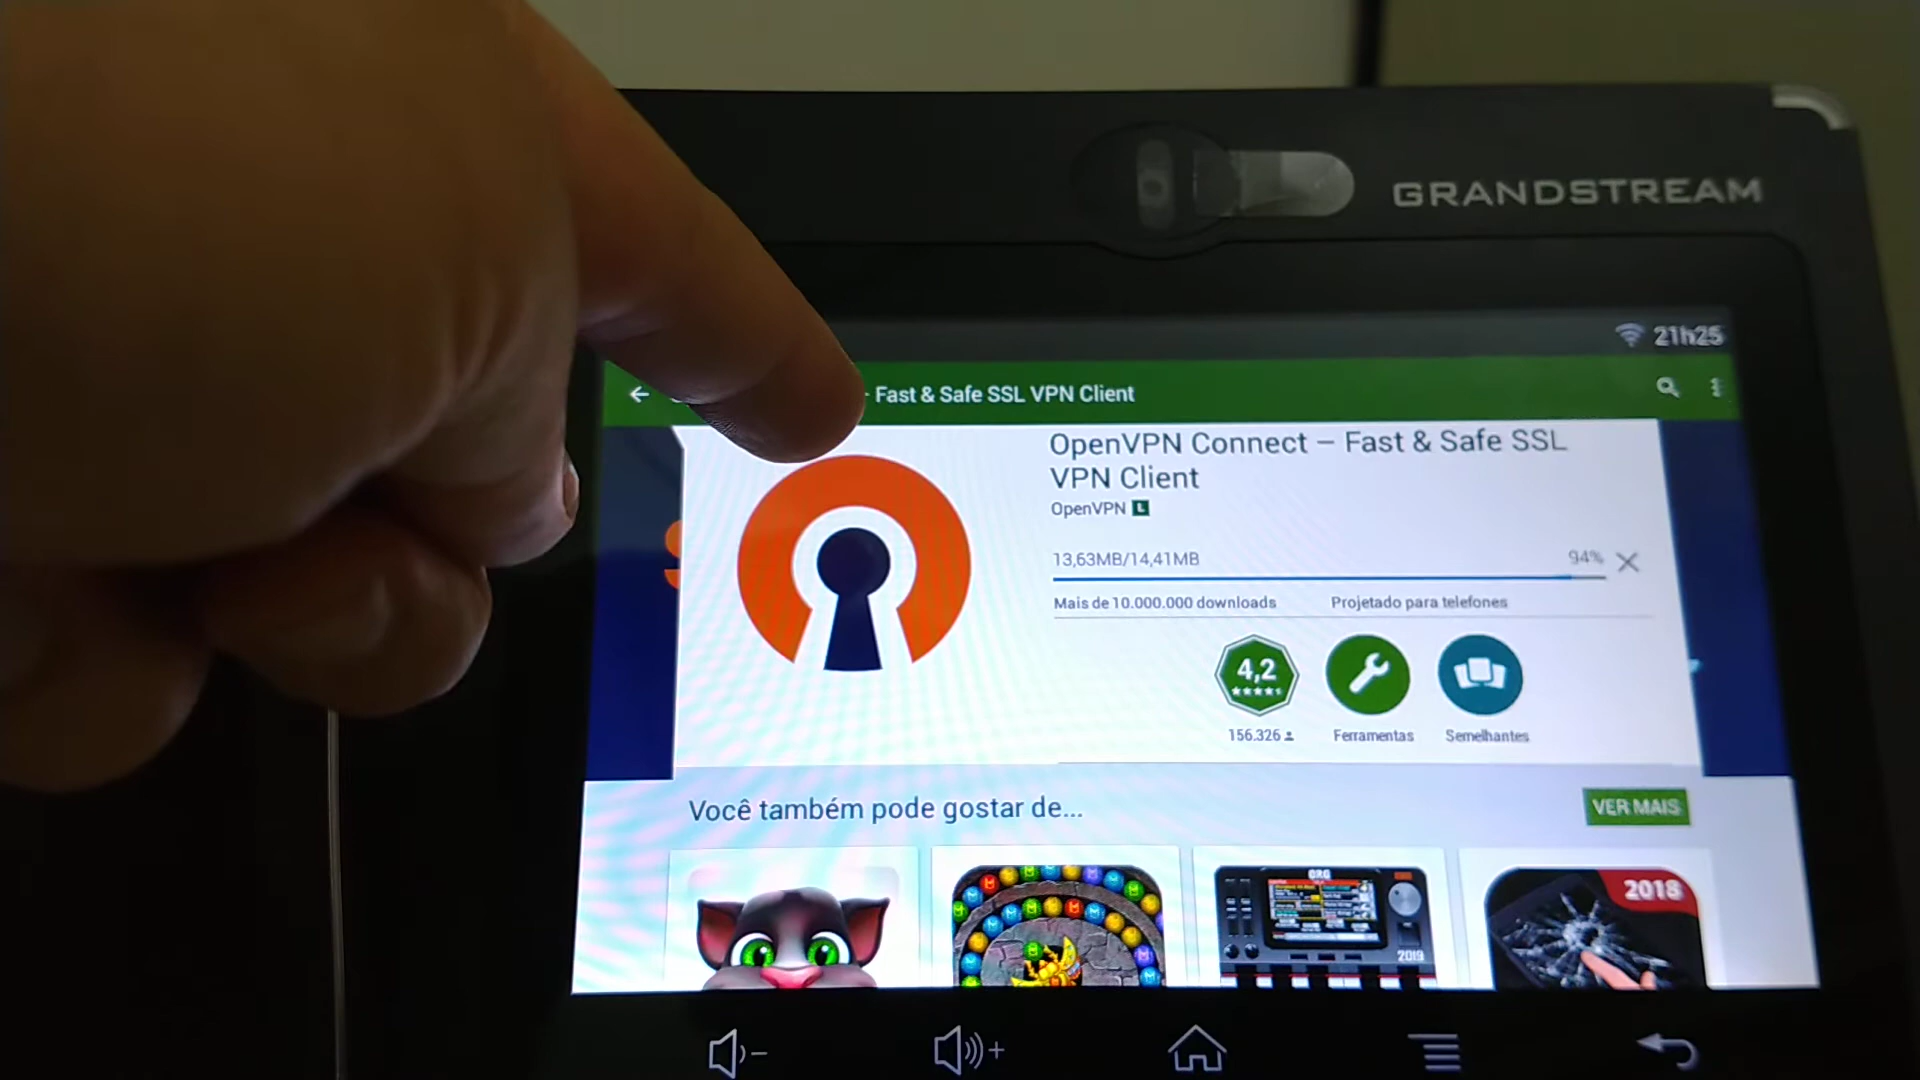 GRANDSTREAM
21h25
- Fast & Safe SSL VPN Client
OpenVPN Connect – Fast & Safe SSL
VPN Client
OpenVPN L
13,63MB/14,41MB 94%
Mais de 10.000.000 downloads Projetado para telefones
4,2
156.326 Ferramentas Semelhantes
Você também pode gostar de...
VER MAIS
ORG
2018
2019